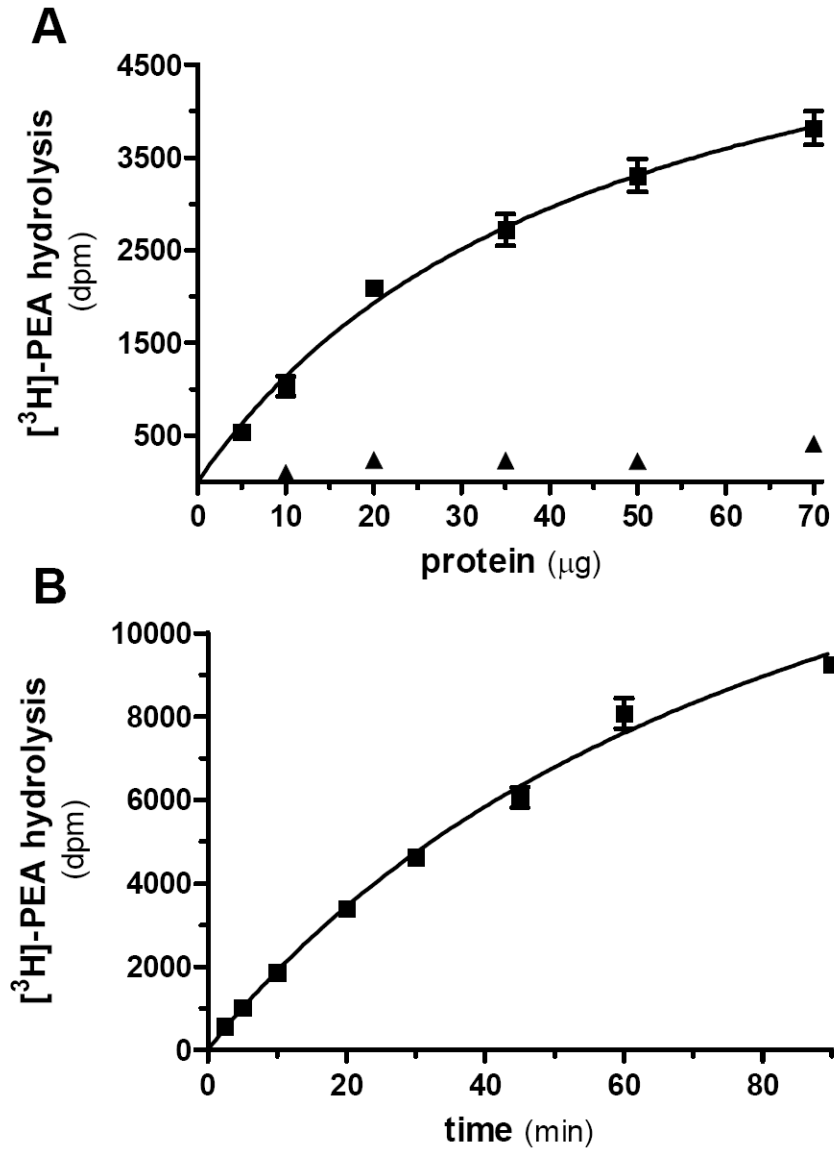 A
[³H]-PEA hydrolysis
(dpm)
4500
3500
2500
1500
500
0 10 20 30 40 50 60 70
protein (μg)
B
[³H]-PEA hydrolysis
(dpm)
10000
8000
6000
4000
2000
0
0 20 40 60 80
time (min)